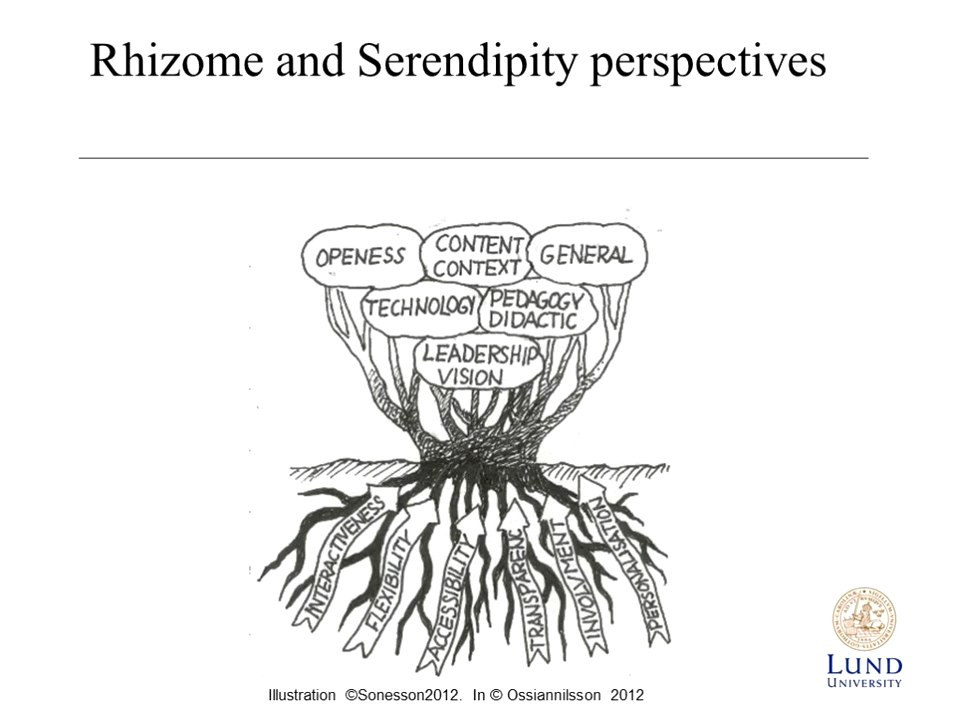 Rhizome and Serendipity perspectives
OPENESS
CONTENT
CONTEXT
GENERAL
TECHNOLOGY
PEDAGOGY
DIDACTIC
LEADERSHIP
VISION
INTERACTIVENESS
FLEXIBILITY
ACCESSIBILITY
TRANSPARENC
INVOLVMENT
PERSONALISATION
LUND
UNIVERSITY
Illustration ©Sonesson2012. In © Ossiannilsson 2012